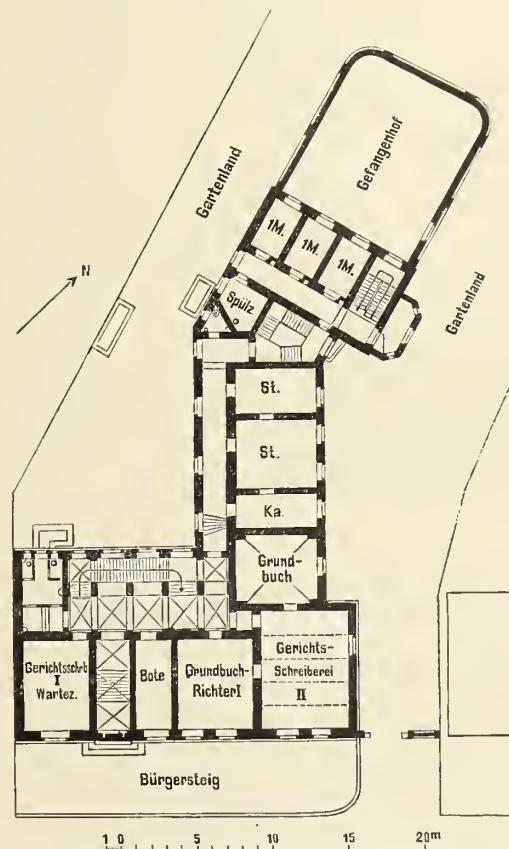 Gartenland
Gefangenhof
1M.
1M.
1M.
N
Gartenland
Spülz
St.
St.
Ka.
Grund-
buch
Gerichtsschrb
I
Wartez.
Bote
Grundbuch-
Richter I
Gerichts-
Schreiberei
II
Bürgersteig
1 0 5 10 15 20m